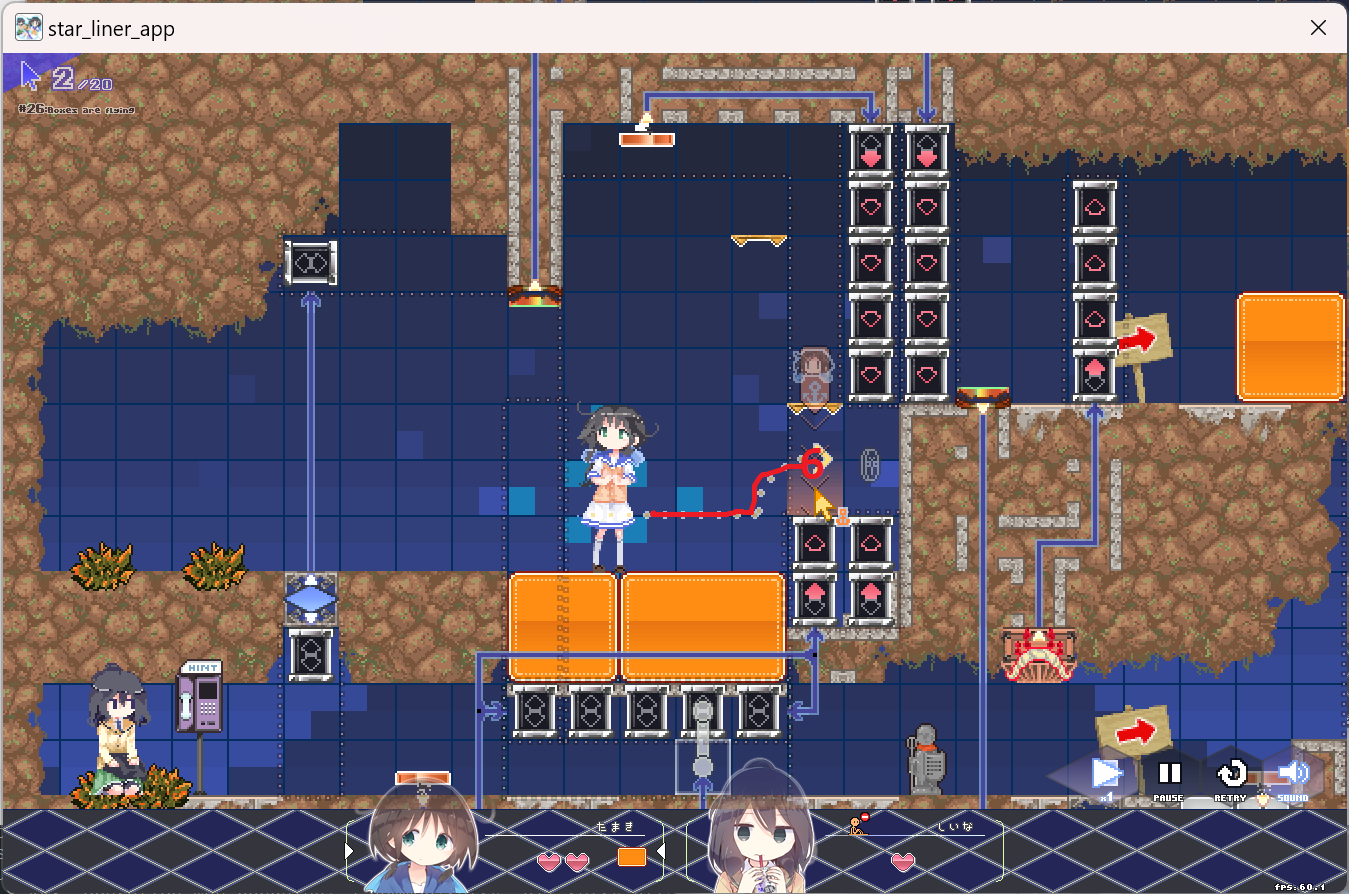 star_liner_app
2/20
#26:Boxes are flying
6
HINT
x1
PAUSE
RETRY
SOUND
たまき
しいな
fps:60.1